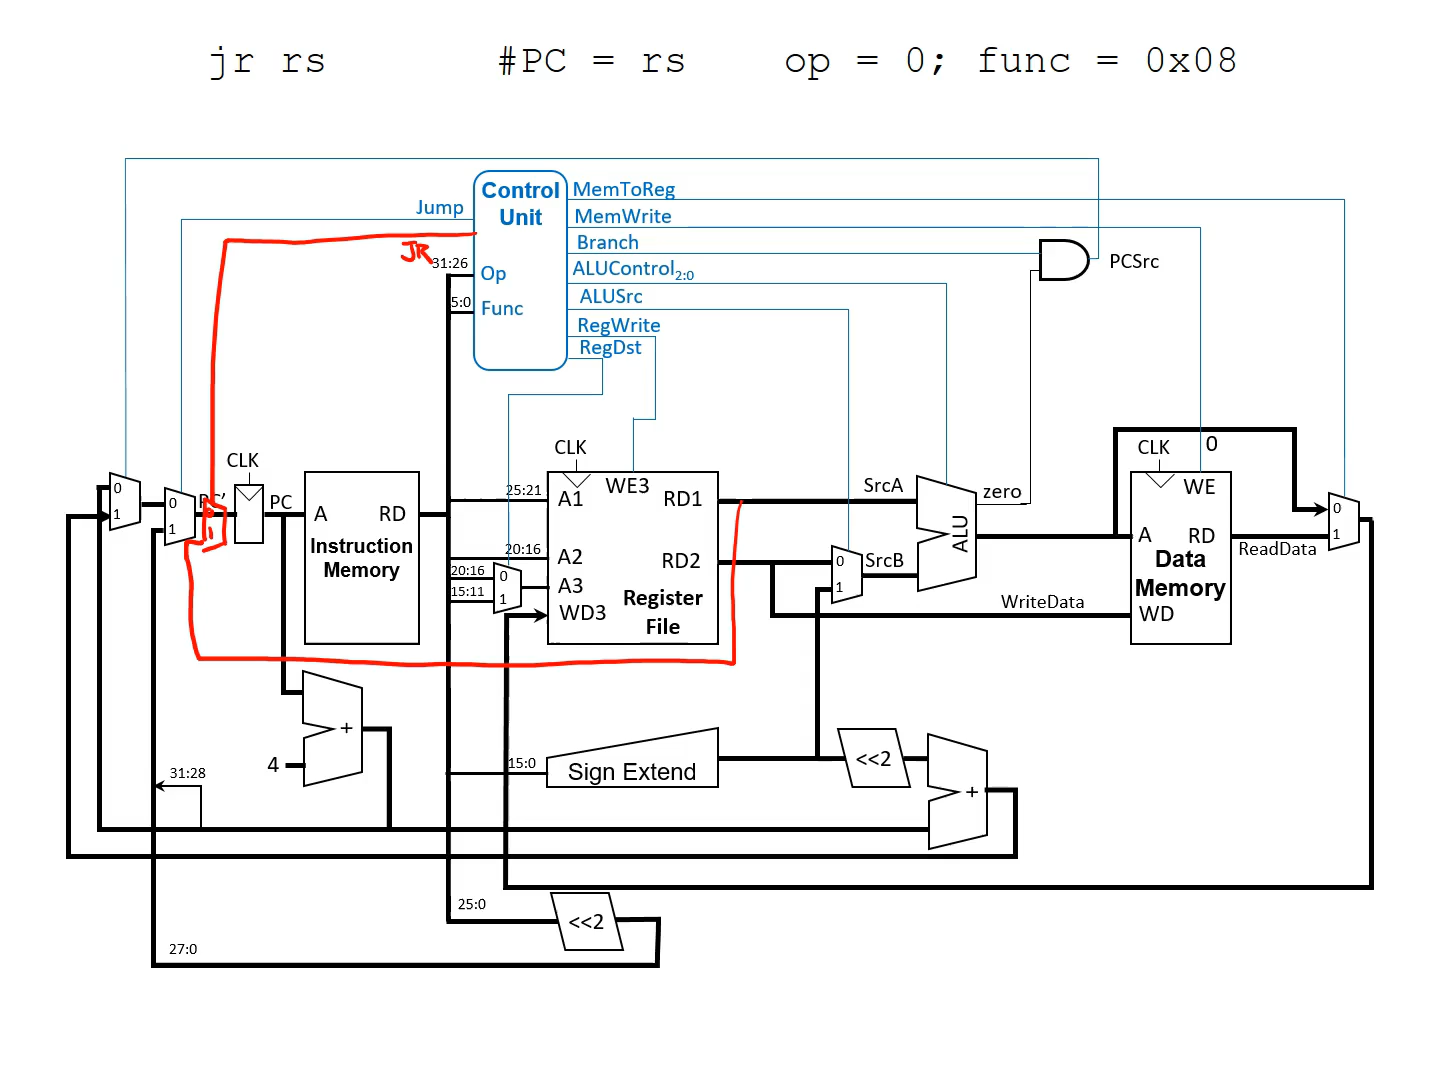 jr rs #PC = rs op = 0; func = 0x08
Control
Unit
MemToReg
MemWrite
Branch
ALUControl2:0
ALUSrc
RegWrite
RegDst
Jump
JR
31:26
Op
5:0
Func
PCSrc
CLK
PC'
PC
0
1
0
1
0
1
A
RD
Instruction
Memory
CLK
25:21
A1
WE3
RD1
20:16
A2
RD2
20:16
0
A3
15:11
1
WD3
Register
File
SrcA
zero
ALU
0
1
SrcB
WriteData
CLK
0
WE
A
RD
Data
Memory
WD
ReadData
0
1
+
4
31:28
15:0
Sign Extend
<<2
+
25:0
<<2
27:0